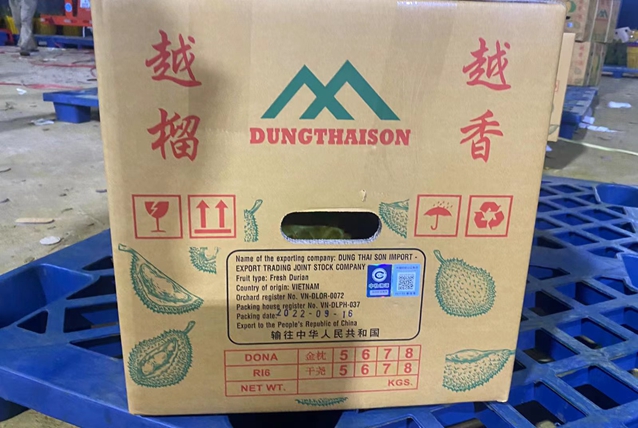 越榴
越香
DUNGTHAISON
Name of the exporting company: DUNG THAI SON IMPORT -
EXPORT TRADING JOINT STOCK COMPANY
Fruit type: Fresh Durian
Country of origin: VIETNAM
Orchard register No. VN-DLOR-0072
Packing house register No. VN-DLPH-037
Packing date: 2022-09-16
Export to the People's Republic of China
输往中华人民共和国
DONA 金枕 5 6 7 8
RI6 干尧 5 6 7 8
NET WT. KGS.